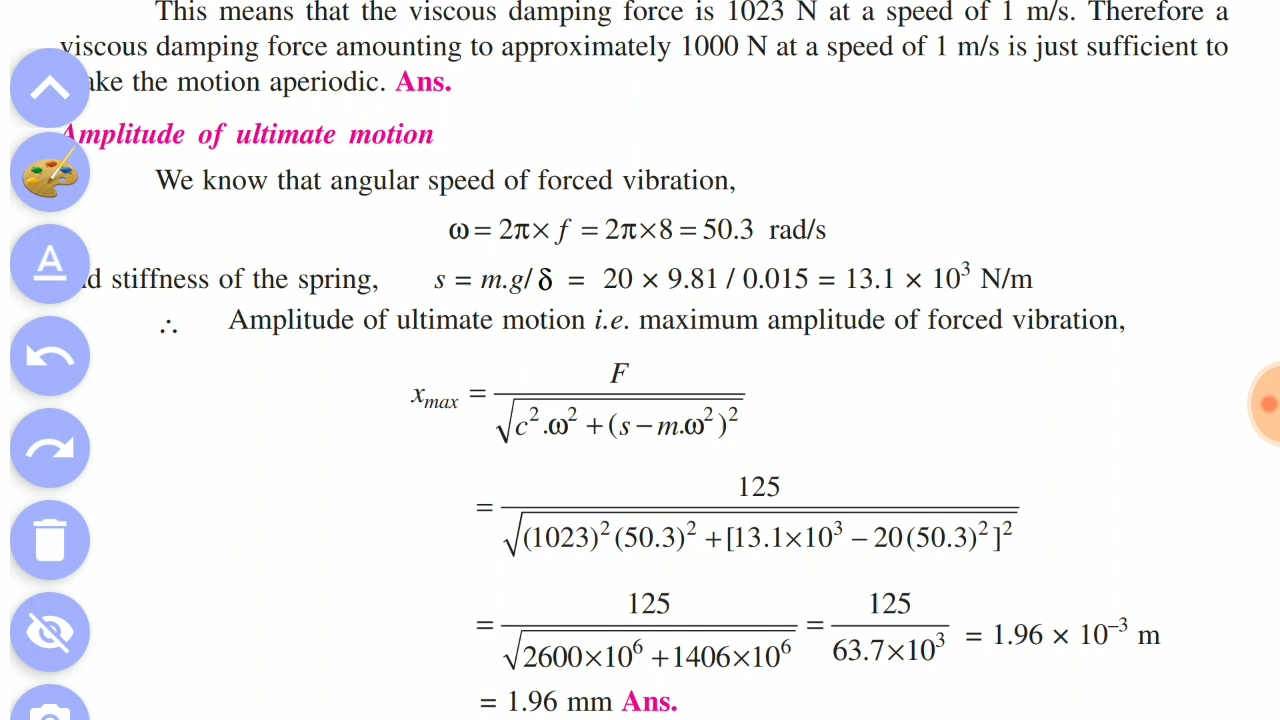 This means that the viscous damping force is 1023 N at a speed of 1 m/s. Therefore a
viscous damping force amounting to approximately 1000 N at a speed of 1 m/s is just sufficient to
ake the motion aperiodic. Ans.
Amplitude of ultimate motion
We know that angular speed of forced vibration,
ω = 2π × f = 2π×8 = 50.3 rad/s
A
d stiffness of the spring, s = m.g/δ = 20 × 9.81 / 0.015 = 13.1 × 10³ N/m
∴ Amplitude of ultimate motion i.e. maximum amplitude of forced vibration,
xmax = F / √(c².ω² + (s − m.ω²)²)
= 125 / √((1023)² (50.3)² + [13.1×10³ − 20(50.3)²]²)
= 125 / √(2600×10⁶ + 1406×10⁶) = 125 / 63.7×10³ = 1.96 × 10⁻³ m
= 1.96 mm Ans.